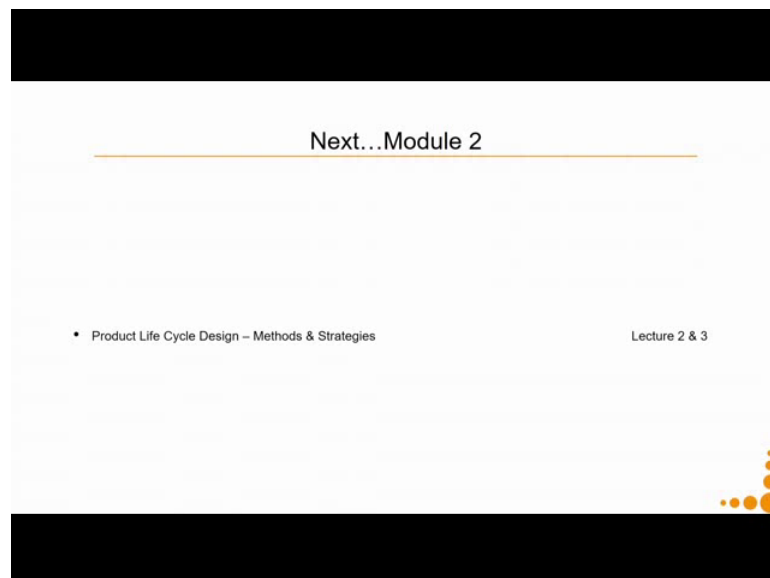 Next…Module 2
• Product Life Cycle Design – Methods & Strategies Lecture 2 & 3